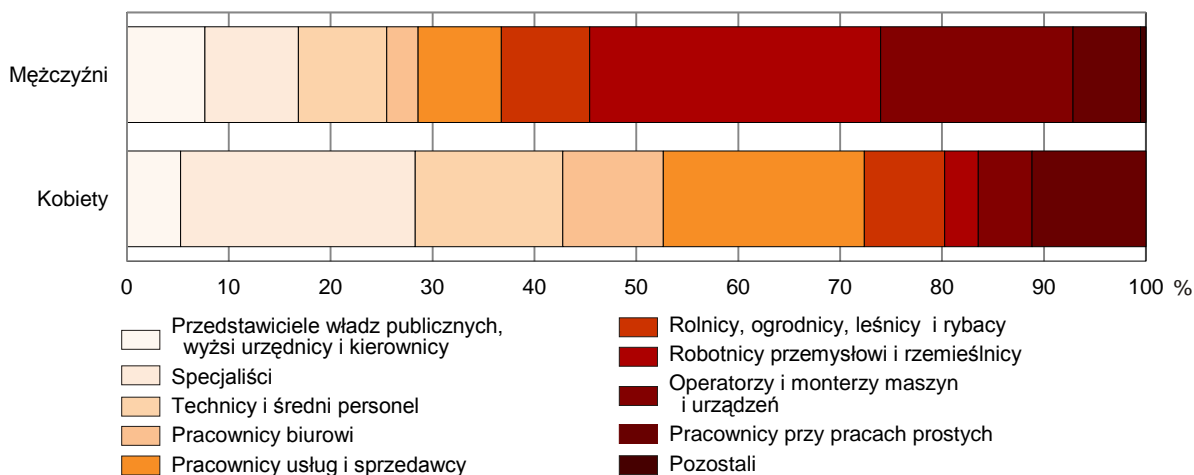 Mężczyźni
Kobiety
0 10 20 30 40 50 60 70 80 90 100 %
Przedstawiciele władz publicznych,
wyżsi urzędnicy i kierownicy
Specjaliści
Technicy i średni personel
Pracownicy biurowi
Pracownicy usług i sprzedawcy
Rolnicy, ogrodnicy, leśnicy i rybacy
Robotnicy przemysłowi i rzemieślnicy
Operatorzy i monterzy maszyn
i urządzeń
Pracownicy przy pracach prostych
Pozostali